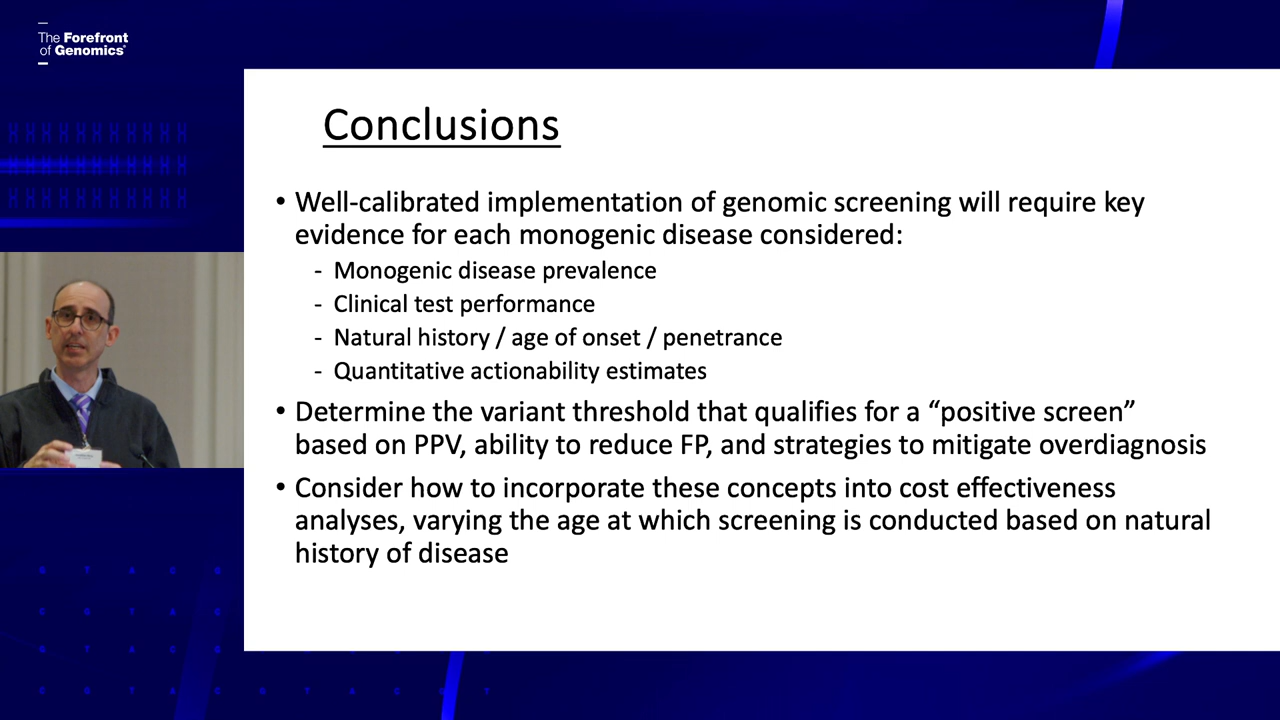 The Forefront
of Genomics®
Conclusions
• Well-calibrated implementation of genomic screening will require key
evidence for each monogenic disease considered:
- Monogenic disease prevalence
- Clinical test performance
- Natural history / age of onset / penetrance
- Quantitative actionability estimates
• Determine the variant threshold that qualifies for a “positive screen”
based on PPV, ability to reduce FP, and strategies to mitigate overdiagnosis
• Consider how to incorporate these concepts into cost effectiveness
analyses, varying the age at which screening is conducted based on natural
history of disease